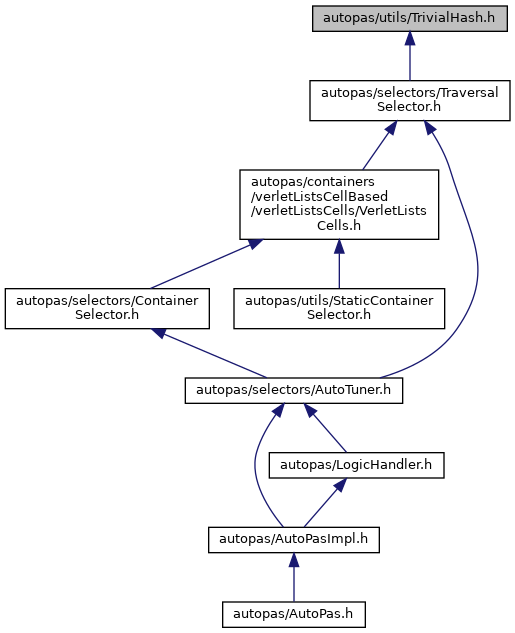 autopas/utils/TrivialHash.h
autopas/selectors/Traversal
Selector.h
autopas/containers
/verletListsCellBased
/verletListsCells/VerletLists
Cells.h
autopas/selectors/Container
Selector.h
autopas/utils/StaticContainer
Selector.h
autopas/selectors/AutoTuner.h
autopas/LogicHandler.h
autopas/AutoPasImpl.h
autopas/AutoPas.h